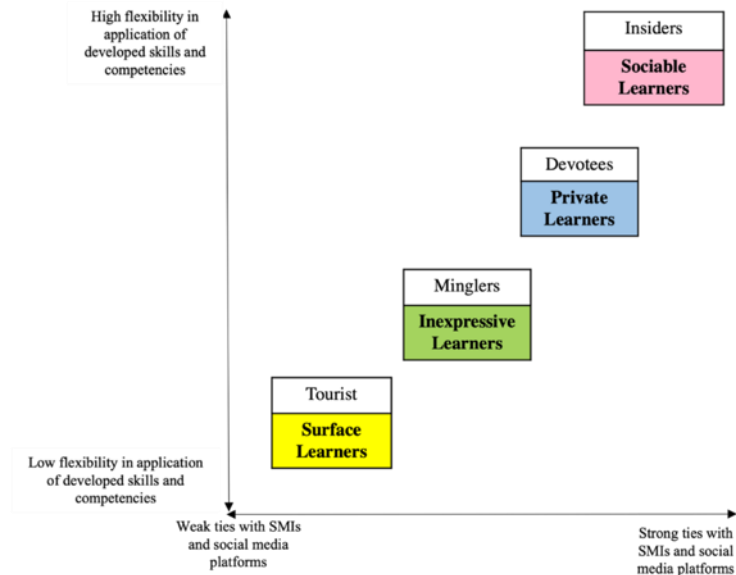 High flexibility in
application of
developed skills and
competencies
Insiders
Sociable
Learners
Devotees
Private
Learners
Minglers
Inexpressive
Learners
Tourist
Surface
Learners
Low flexibility in application
of developed skills and
competencies
Weak ties with SMIs
and social media
platforms
Strong ties with
SMIs and social
media platforms